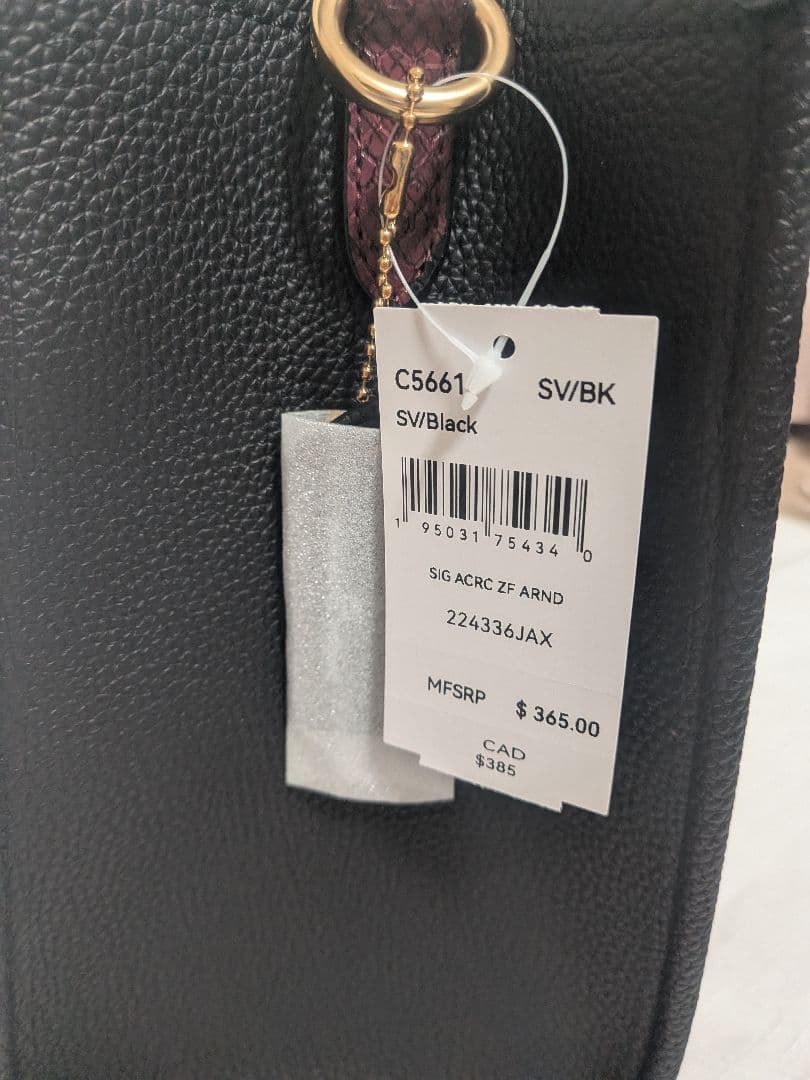 C5661 SV/BK
SV/Black
1 95031 75434 0
SIG ACRC ZF ARND
224336JAX
MFSRP $ 365.00
CAD
$385